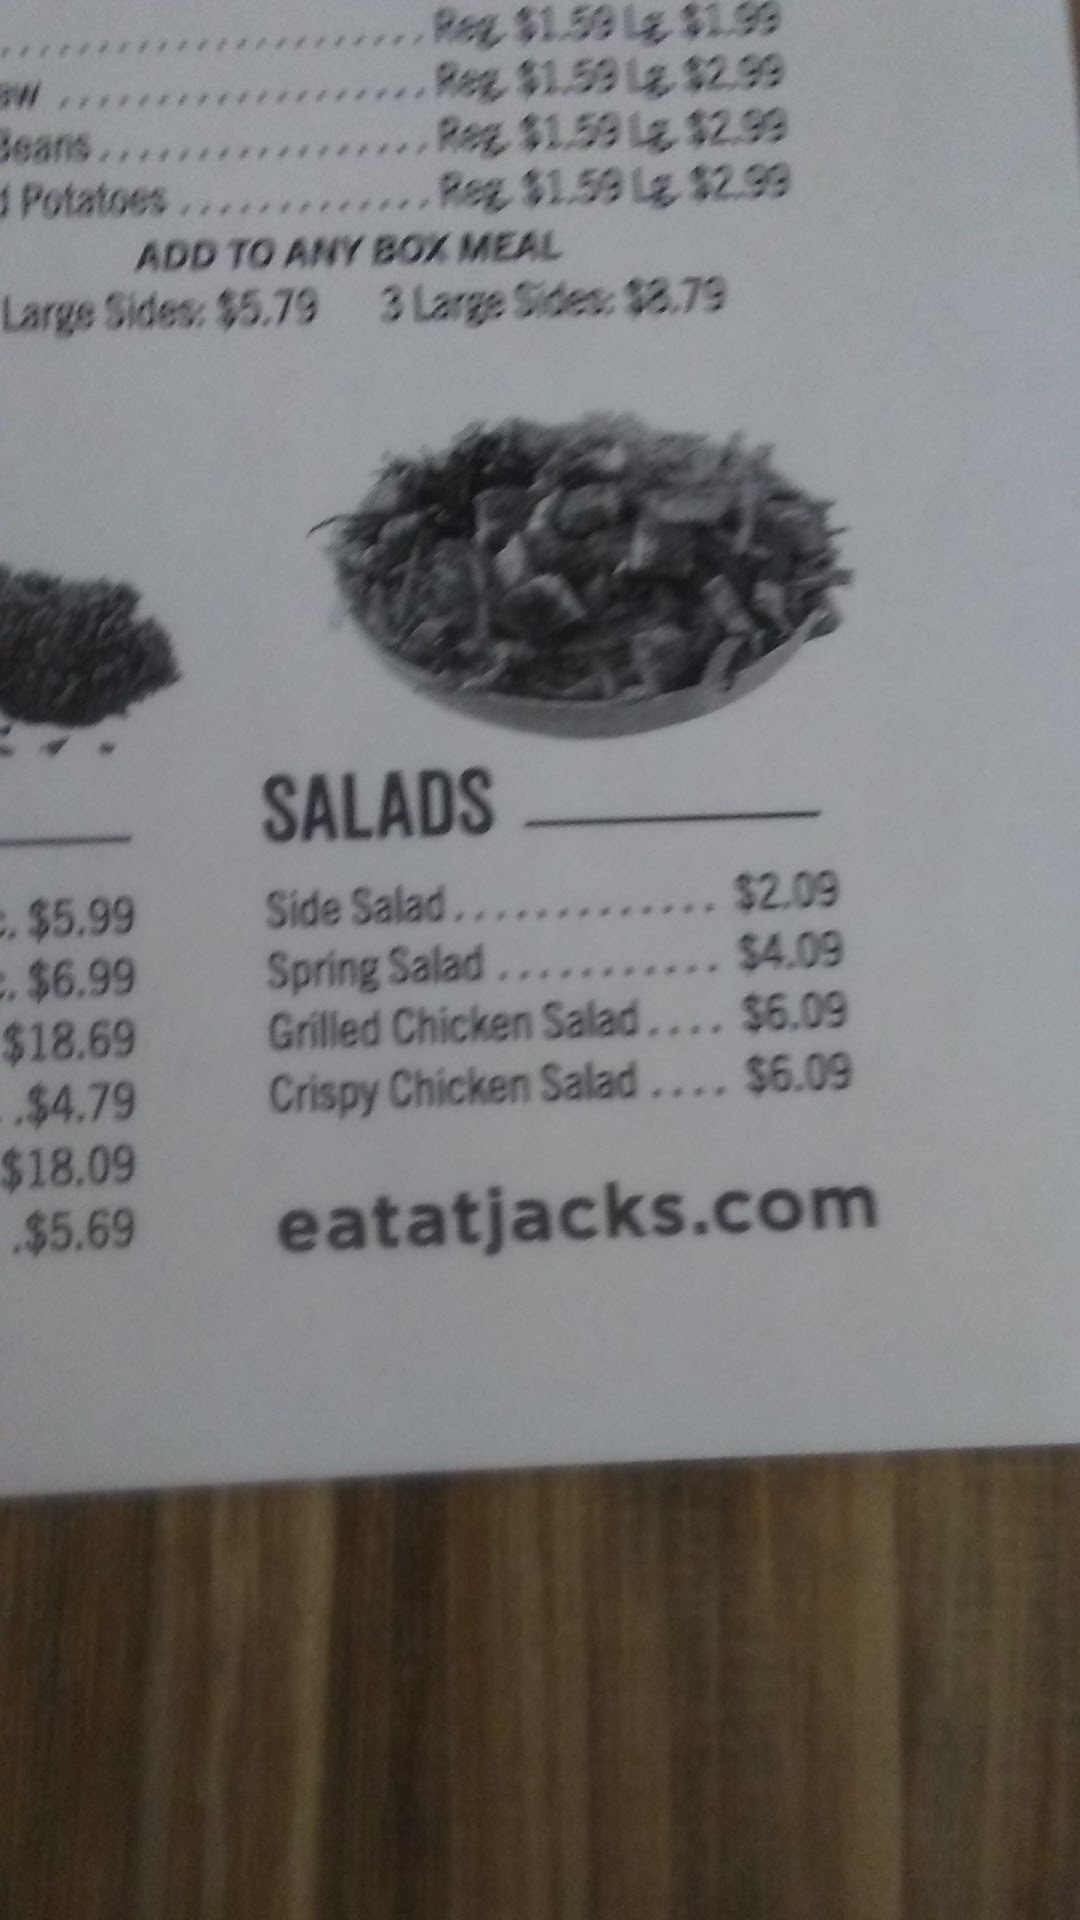 Reg. $1.59 Lg. $1.99
aw .................... Reg. $1.59 Lg. $2.99
Beans .................. Reg. $1.59 Lg. $2.99
d Potatoes .............. Reg. $1.59 Lg. $2.99
ADD TO ANY BOX MEAL
Large Sides: $5.79 3 Large Sides: $8.79
SALADS
Side Salad ............. $2.09
Spring Salad ........... $4.09
Grilled Chicken Salad .... $6.09
Crispy Chicken Salad .... $6.09
eatatjacks.com
c. $5.99
c. $6.99
$18.69
. .$4.79
$18.09
.$5.69